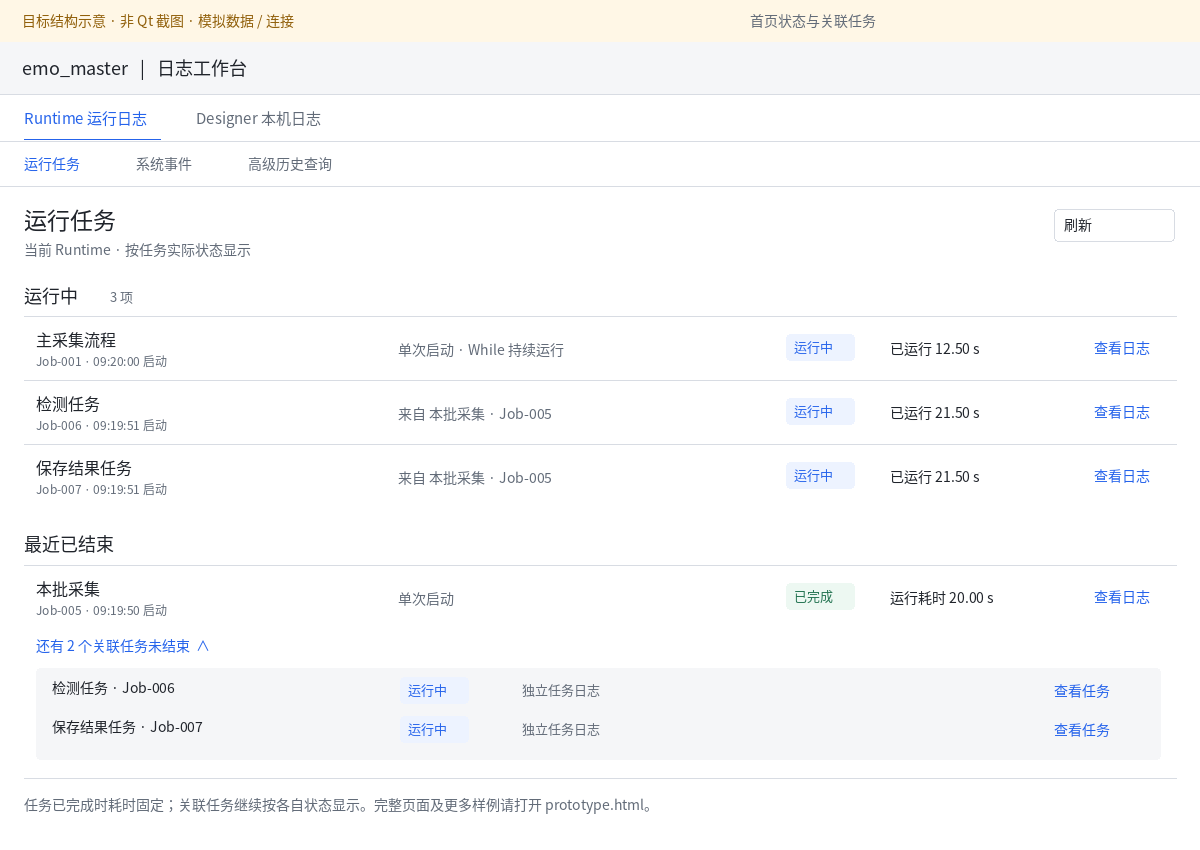 目标结构示意 · 非 Qt 截图 · 模拟数据 / 连接
首页状态与关联任务
emo_master | 日志工作台
Runtime 运行日志
Designer 本机日志
运行任务
系统事件
高级历史查询
运行任务
刷新
当前 Runtime · 按任务实际状态显示
运行中
3 项
主采集流程
Job-001 · 09:20:00 启动
单次启动 · While 持续运行
运行中
已运行 12.50 s
查看日志
检测任务
Job-006 · 09:19:51 启动
来自 本批采集 · Job-005
运行中
已运行 21.50 s
查看日志
保存结果任务
Job-007 · 09:19:51 启动
来自 本批采集 · Job-005
运行中
已运行 21.50 s
查看日志
最近已结束
本批采集
Job-005 · 09:19:50 启动
单次启动
已完成
运行耗时 20.00 s
查看日志
还有 2 个关联任务未结束 ∧
检测任务 · Job-006
运行中
独立任务日志
查看任务
保存结果任务 · Job-007
运行中
独立任务日志
查看任务
任务已完成时耗时固定；关联任务继续按各自状态显示。完整页面及更多样例请打开 prototype.html。